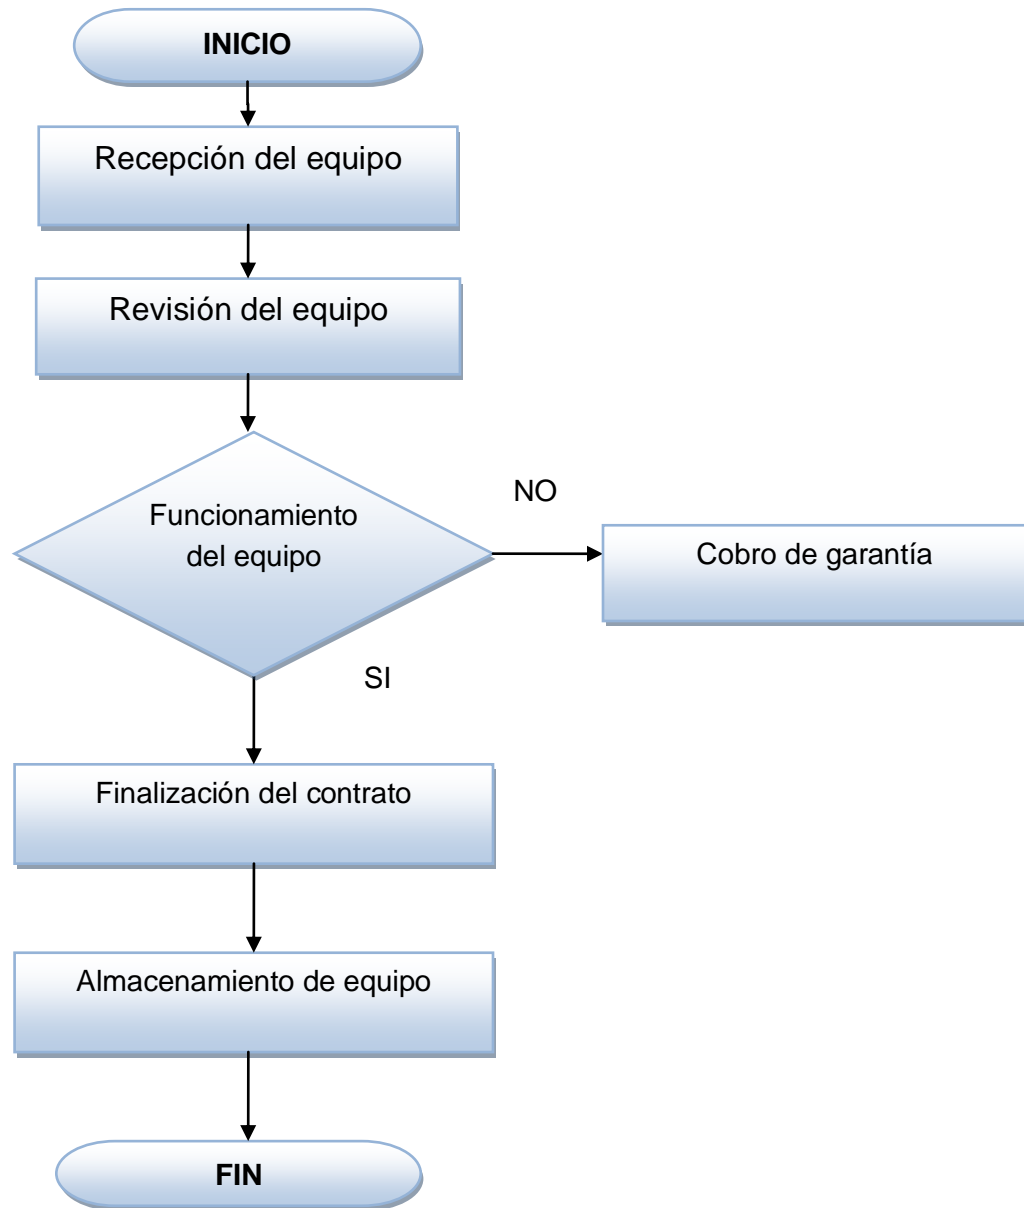 INICIO
Recepción del equipo
Revisión del equipo
Funcionamiento
del equipo
NO
Cobro de garantía
SI
Finalización del contrato
Almacenamiento de equipo
FIN